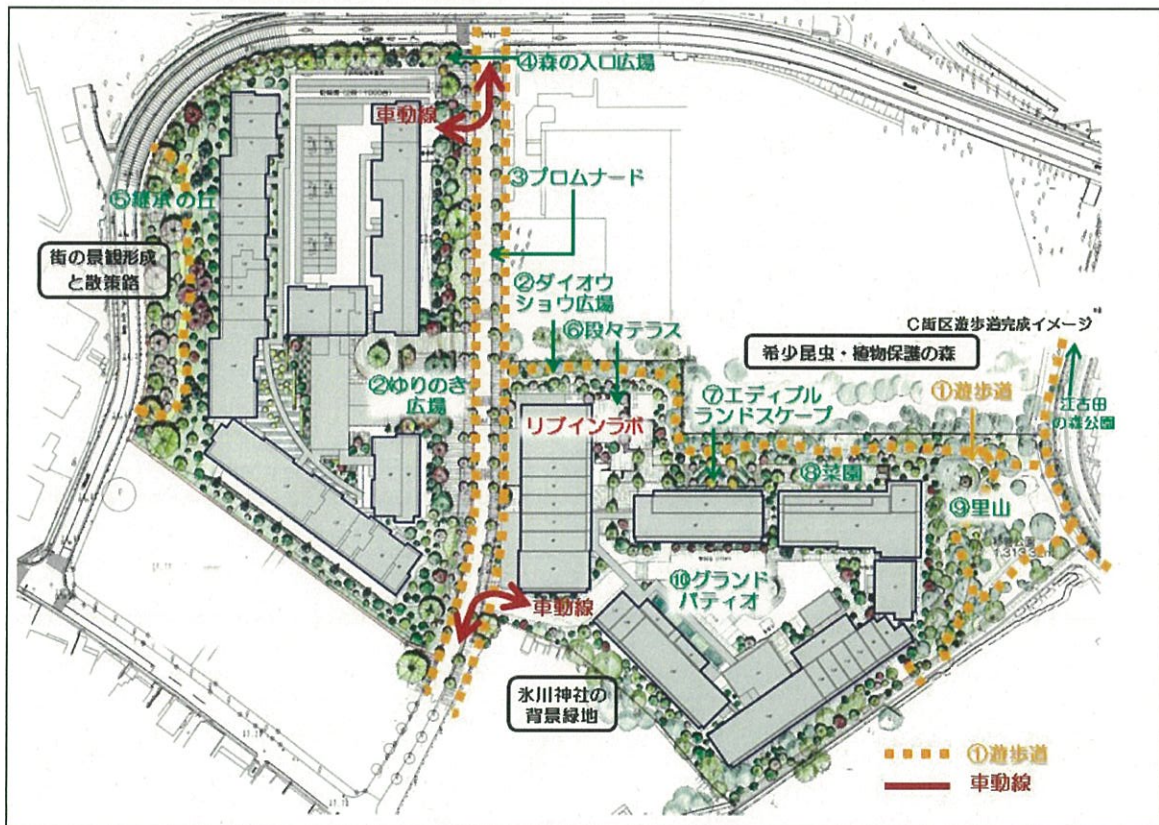 ④森の入口広場
車動線
③プロムナード
⑤継承の丘
街の景観形成
と散策路
②ダイオウ
ショウ広場
⑥段々テラス
C街区遊歩道完成イメージ
希少昆虫・植物保護の森
②ゆりのき
広場
リブインラボ
⑦エディブル
ランドスケープ
①遊歩道
江古田
の森公園
⑧菜園
⑨里山
⑩グランド
パティオ
車動線
氷川神社の
背景緑地
①遊歩道
車動線